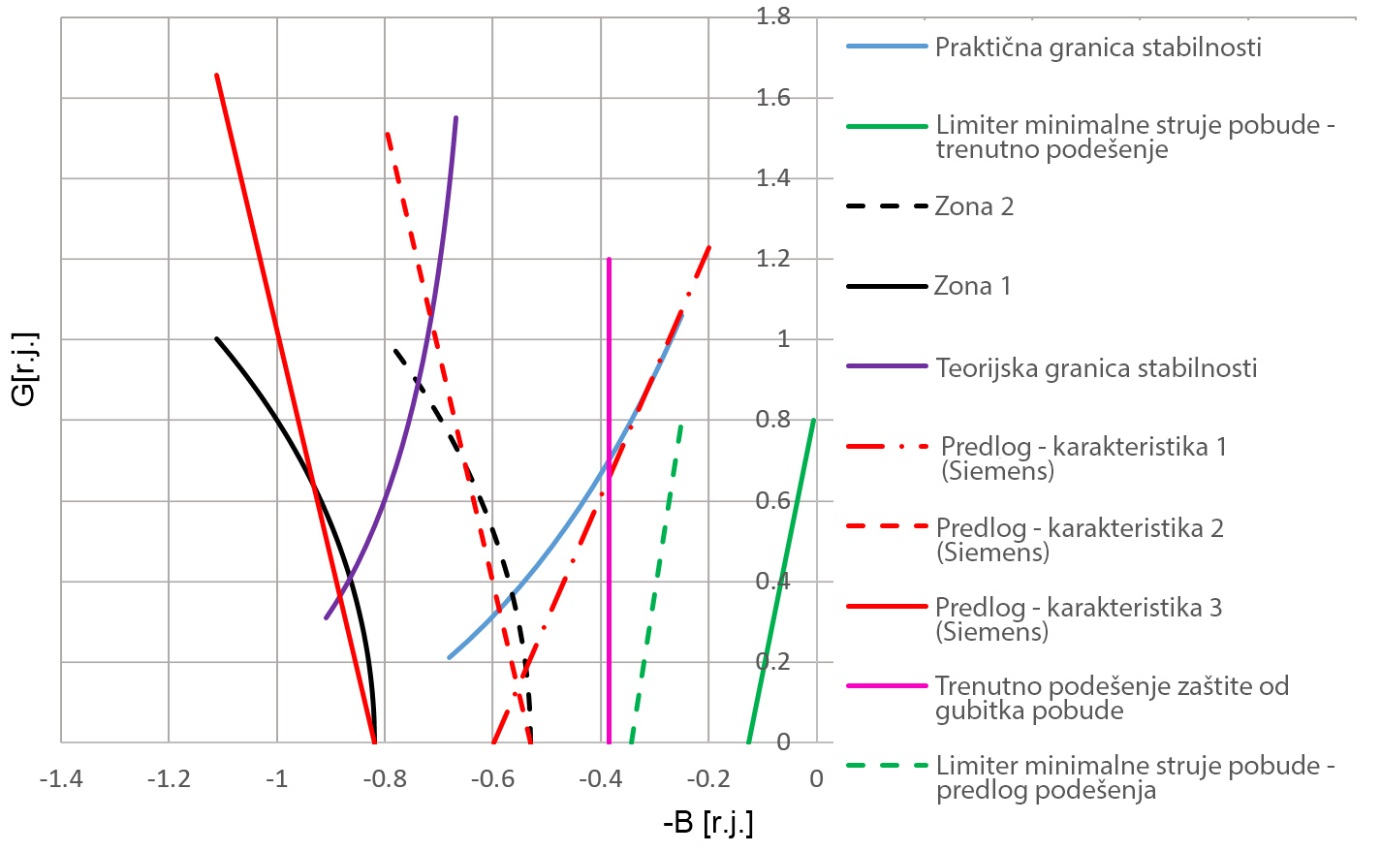 1.8
1.6
1.4
1.2
1
0.8
0.6
0.4
0.2
0
G[r.j.]
-1.4
-1.2
-1
-0.8
-0.6
-0.4
-0.2
0
-B [r.j.]
Praktična granica stabilnosti
Limiter minimalne struje pobude -
trenutno podešenje
Zona 2
Zona 1
Teorijska granica stabilnosti
Predlog - karakteristika 1
(Siemens)
Predlog - karakteristika 2
(Siemens)
Predlog - karakteristika 3
(Siemens)
Trenutno podešenje zaštite od
gubitka pobude
Limiter minimalne struje pobude -
predlog podešenja